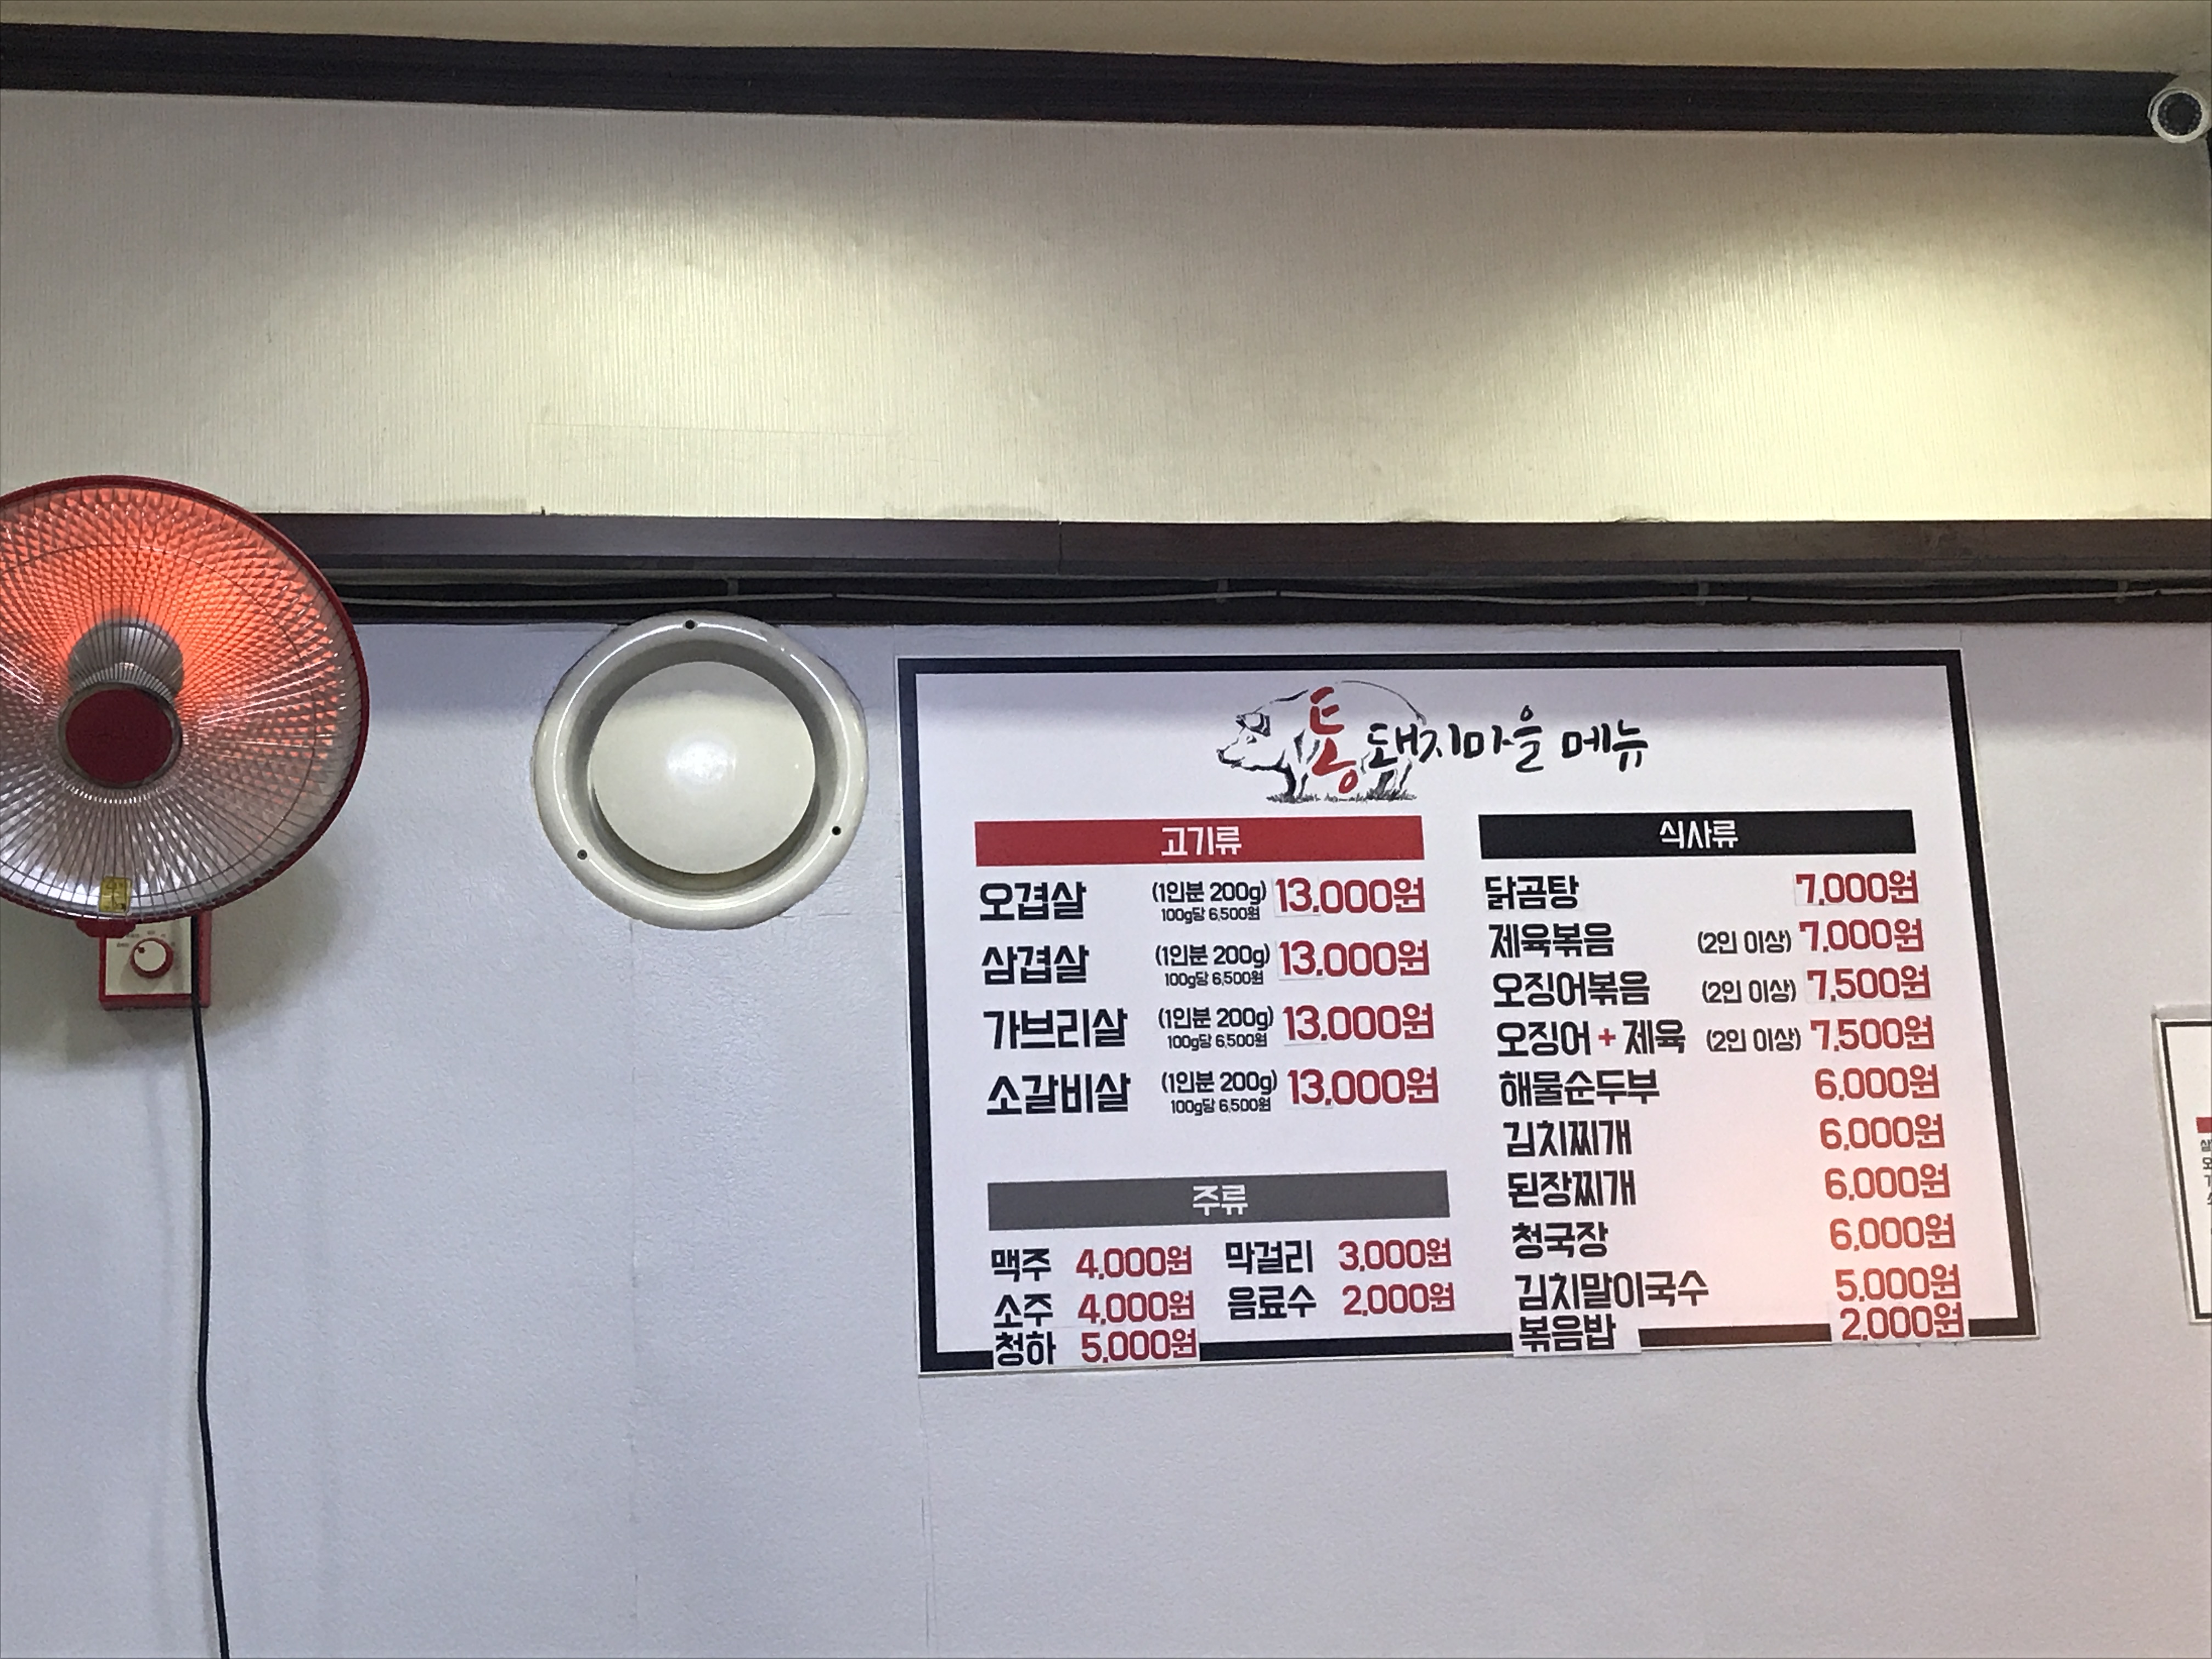 통돼지마을 메뉴
고기류
오겹살 (1인분 200g) 13,000원
100g당 6,500원
삼겹살 (1인분 200g) 13,000원
100g당 6,500원
가브리살 (1인분 200g) 13,000원
100g당 6,500원
소갈비살 (1인분 200g) 13,000원
100g당 6,500원
주류
맥주 4,000원 막걸리 3,000원
소주 4,000원 음료수 2,000원
청하 5,000원
식사류
닭곰탕 7,000원
제육볶음 (2인 이상) 7,000원
오징어볶음 (2인 이상) 7,500원
오징어+제육 (2인 이상) 7,500원
해물순두부 6,000원
김치찌개 6,000원
된장찌개 6,000원
청국장 6,000원
김치말이국수 5,000원
볶음밥 2,000원